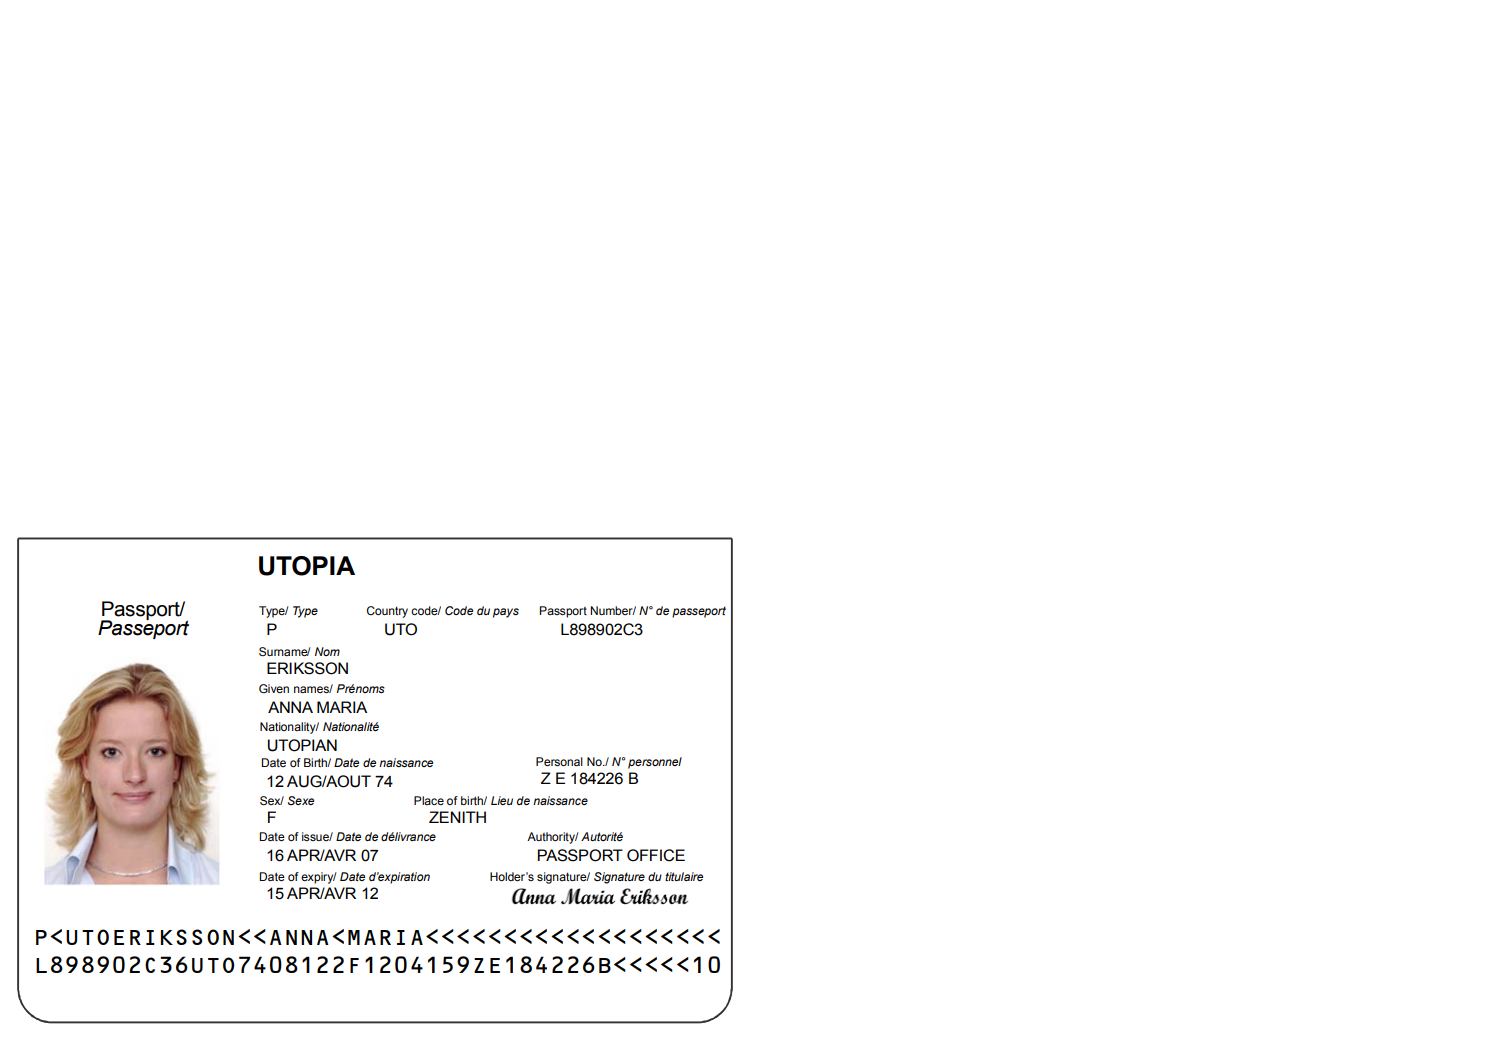 UTOPIA
Passport/
Passeport
Type/ Type Country code/ Code du pays Passport Number/ N° de passeport
P UTO L898902C3
Surname/ Nom
ERIKSSON
Given names/ Prénoms
ANNA MARIA
Nationality/ Nationalité
UTOPIAN
Date of Birth/ Date de naissance Personal No./ N° personnel
12 AUG/AOUT 74 Z E 184226 B
Sex/ Sexe Place of birth/ Lieu de naissance
F ZENITH
Date of issue/ Date de délivrance Authority/ Autorité
16 APR/AVR 07 PASSPORT OFFICE
Date of expiry/ Date d'expiration Holder's signature/ Signature du titulaire
15 APR/AVR 12 Anna Maria Eriksson
P<UTOERIKSSON<<ANNA<MARIA<<<<<<<<<<<<<<<<<<<
L898902C36UTO7408122F1204159ZE184226B<<<<<10